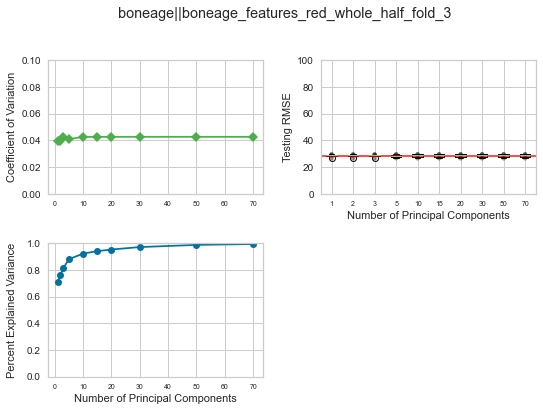 boneage||boneage_features_red_whole_half_fold_3
Coefficient of Variation
0.10
0.08
0.06
0.04
0.02
0.00
0 10 20 30 40 50 60 70
Testing RMSE
100
80
60
40
20
0
1 2 3 5 10 15 20 30 50 70
Number of Principal Components
Percent Explained Variance
1.0
0.8
0.6
0.4
0.2
0.0
0 10 20 30 40 50 60 70
Number of Principal Components